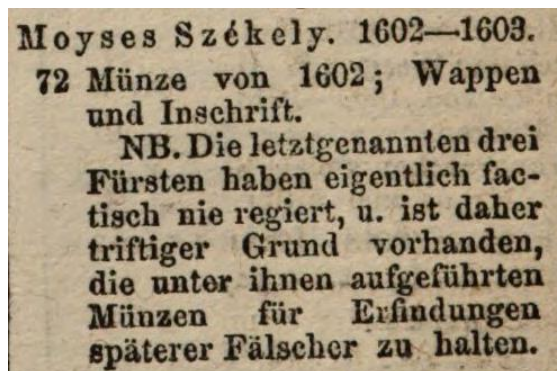 Moyses Székely. 1602—1603.
72 Münze von 1602; Wappen
und Inschrift.
NB. Die letztgenannten drei
Fürsten haben eigentlich fac-
tisch nie regiert, u. ist daher
triftiger Grund vorhanden,
die unter ihnen aufgeführten
Münzen für Erfindungen
späterer Fälscher zu halten.